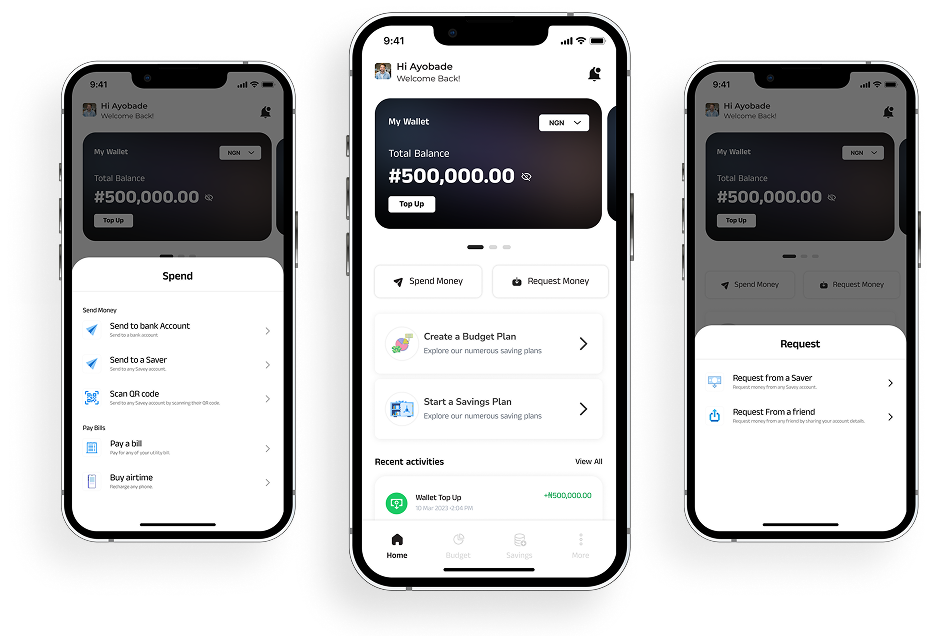 9:41
Hi Ayobade
Welcome Back!
My Wallet
NGN
Total Balance
#500,000.00
Top Up
Spend
Send Money
Send to bank Account
Send to a bank account.
Send to a Saver
Send to any Savey account.
Scan QR code
Send to any Savey account by scanning their QR code.
Pay Bills
Pay a bill
Pay for any of your utility bill.
Buy airtime
Recharge any phone.
9:41
Hi Ayobade
Welcome Back!
My Wallet
NGN
Total Balance
#500,000.00
Top Up
Spend Money
Request Money
Create a Budget Plan
Explore our numerous saving plans
Start a Savings Plan
Explore our numerous saving plans
Recent activities
View All
Wallet Top Up
+₦500,000.00
10 Mar 2023 ·2:04 PM
Home
Budget
Savings
More
9:41
Hi Ayobade
Welcome Back!
My Wallet
NGN
Total Balance
#500,000.00
Top Up
Spend Money
Request Money
Request
Request from a Saver
Request money from any Savey account.
Request From a friend
Request money from any friend by sharing your account details.